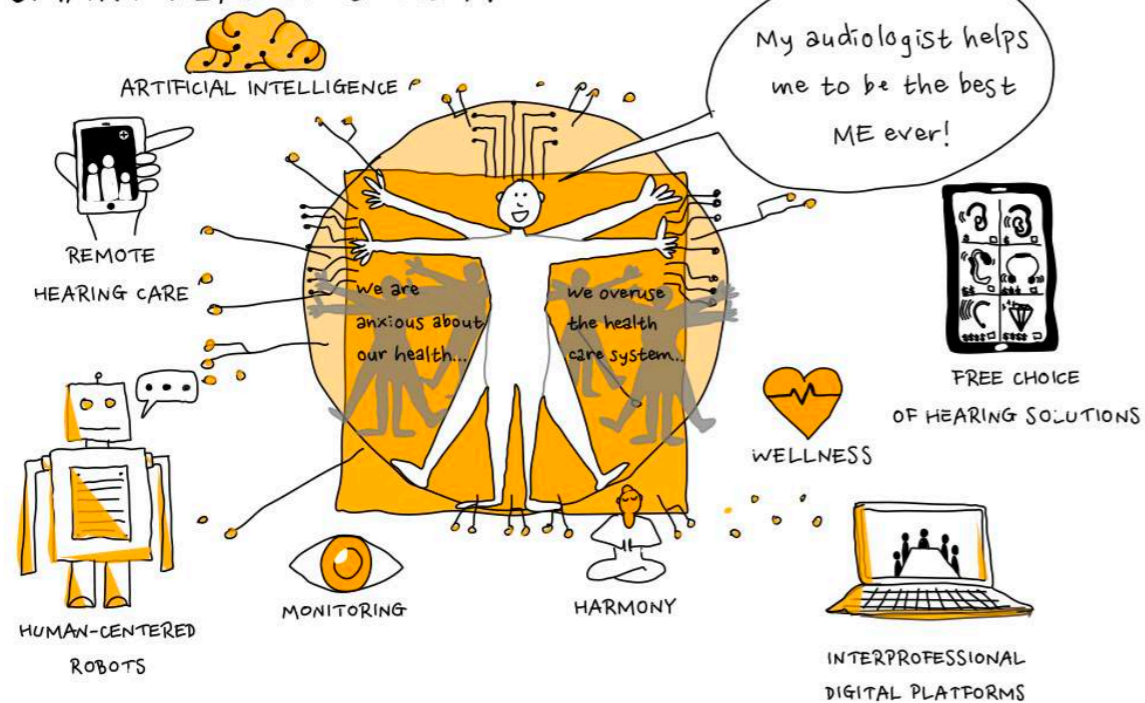 My audiologist helps
me to be the best
ME ever!
ARTIFICIAL INTELLIGENCE
REMOTE
HEARING CARE
we are
anxious about
our health...
we overuse
the health
care system...
$
$$
$$$
$$$
$$$$
$$$$
FREE CHOICE
OF HEARING SOLUTIONS
WELLNESS
MONITORING
HARMONY
HUMAN-CENTERED
ROBOTS
INTERPROFESSIONAL
DIGITAL PLATFORMS